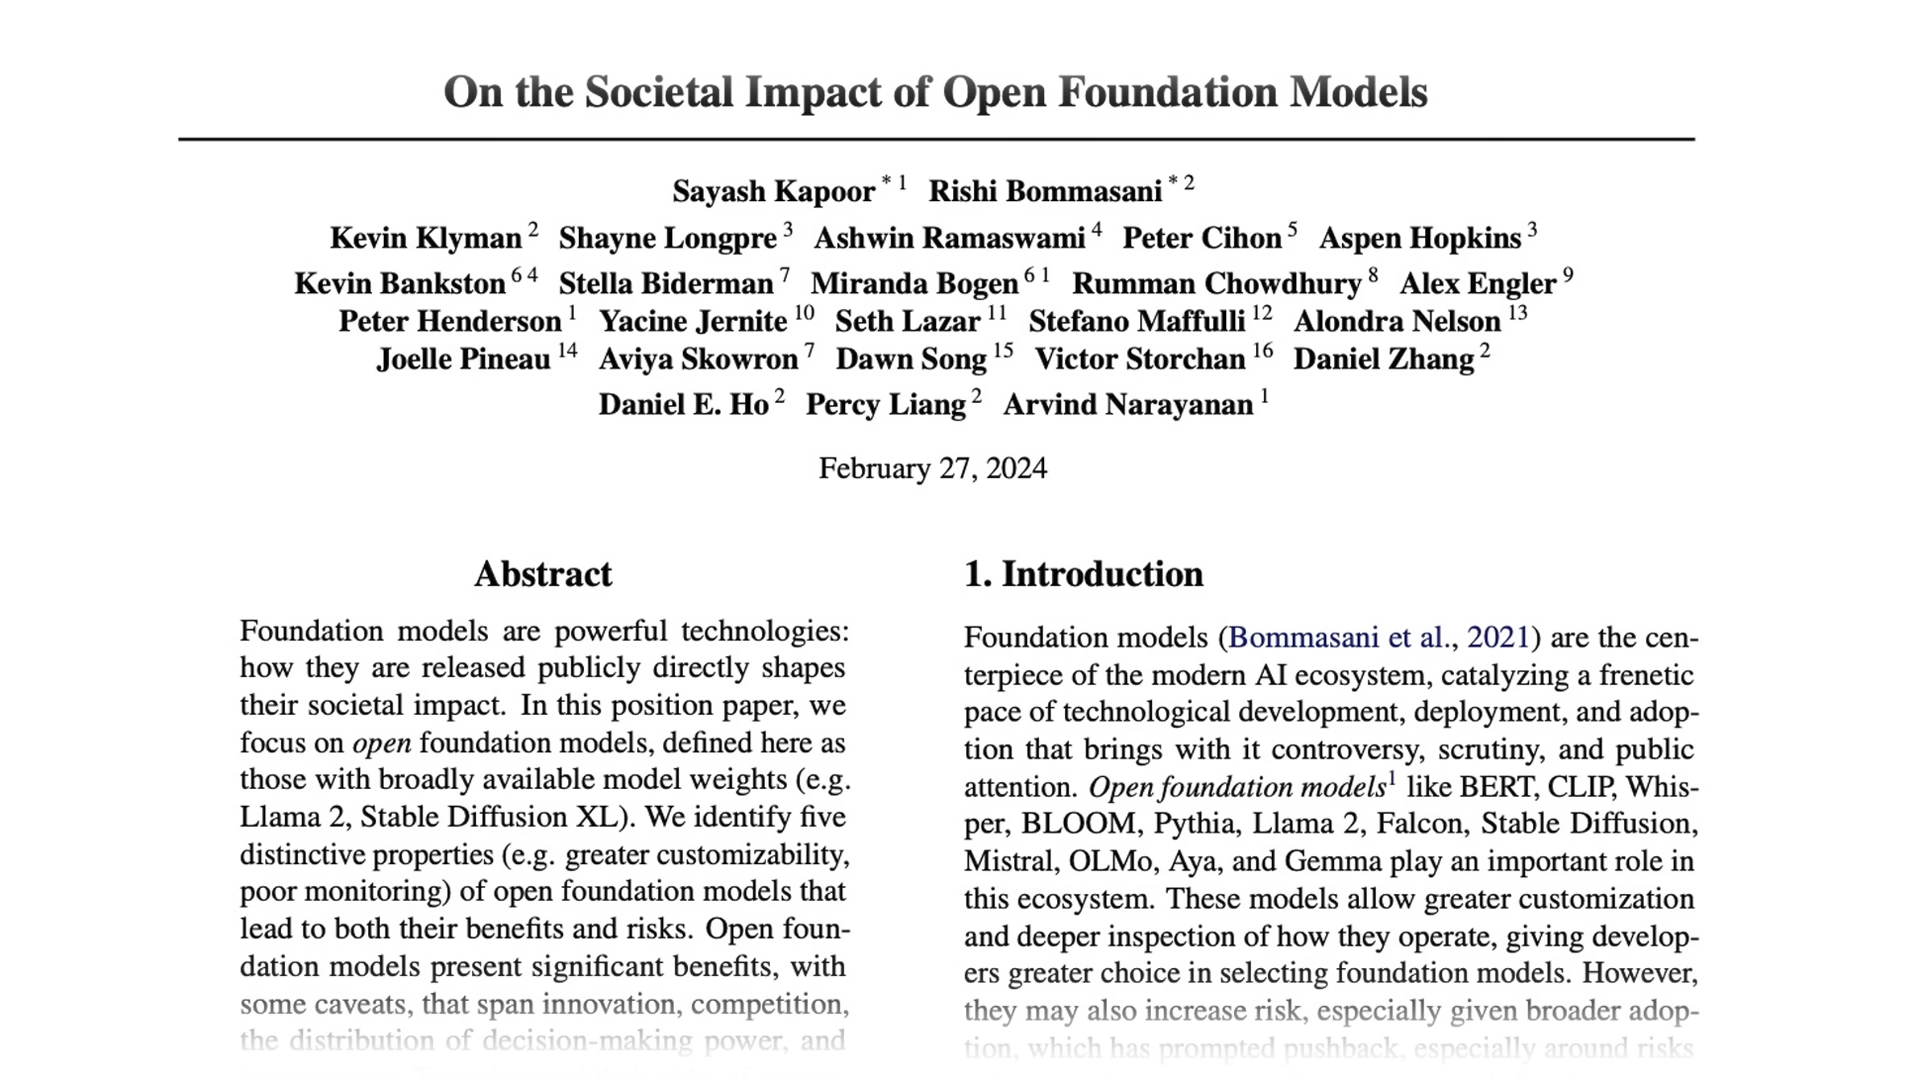 On the Societal Impact of Open Foundation Models
Sayash Kapoor * 1 Rishi Bommasani * 2
Kevin Klyman 2 Shayne Longpre 3 Ashwin Ramaswami 4 Peter Cihon 5 Aspen Hopkins 3
Kevin Bankston 6 4 Stella Biderman 7 Miranda Bogen 6 1 Rumman Chowdhury 8 Alex Engler 9
Peter Henderson 1 Yacine Jernite 10 Seth Lazar 11 Stefano Maffulli 12 Alondra Nelson 13
Joelle Pineau 14 Aviya Skowron 7 Dawn Song 15 Victor Storchan 16 Daniel Zhang 2
Daniel E. Ho 2 Percy Liang 2 Arvind Narayanan 1
February 27, 2024
Abstract
Foundation models are powerful technologies:
how they are released publicly directly shapes
their societal impact. In this position paper, we
focus on open foundation models, defined here as
those with broadly available model weights (e.g.
Llama 2, Stable Diffusion XL). We identify five
distinctive properties (e.g. greater customizability,
poor monitoring) of open foundation models that
lead to both their benefits and risks. Open foun-
dation models present significant benefits, with
some caveats, that span innovation, competition,
the distribution of decision-making power, and
1. Introduction
Foundation models (Bommasani et al., 2021) are the cen-
terpiece of the modern AI ecosystem, catalyzing a frenetic
pace of technological development, deployment, and adop-
tion that brings with it controversy, scrutiny, and public
attention. Open foundation models1 like BERT, CLIP, Whis-
per, BLOOM, Pythia, Llama 2, Falcon, Stable Diffusion,
Mistral, OLMo, Aya, and Gemma play an important role in
this ecosystem. These models allow greater customization
and deeper inspection of how they operate, giving develop-
ers greater choice in selecting foundation models. However,
they may also increase risk, especially given broader adop-
tion, which has prompted pushback, especially around risks